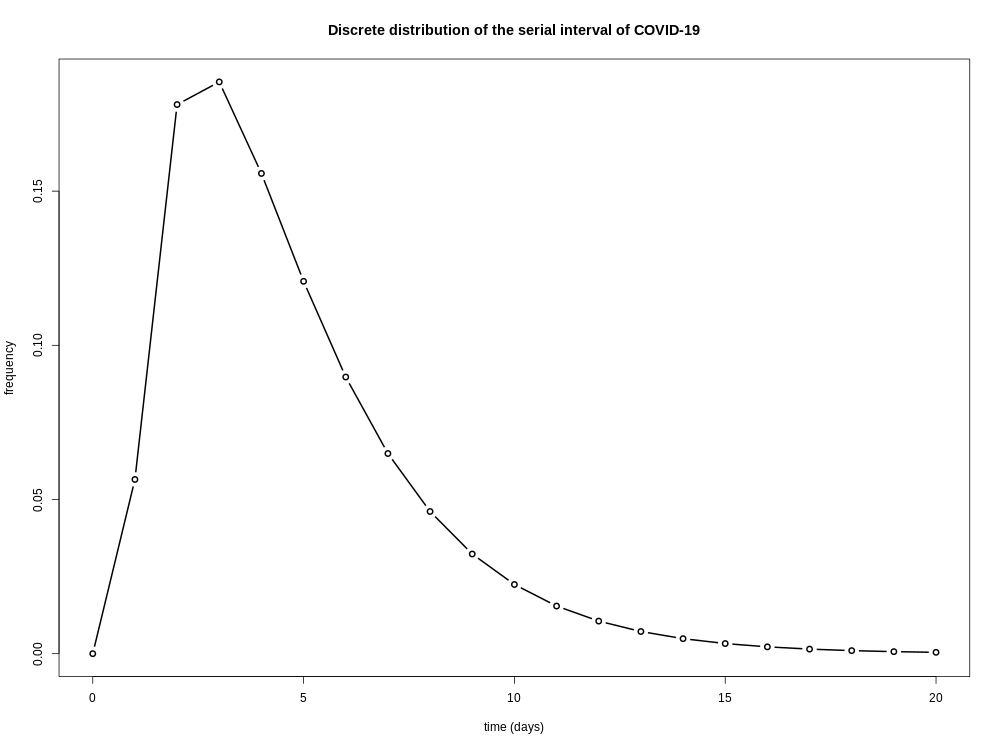 Discrete distribution of the serial interval of COVID-19
frequency
0.15
0.10
0.05
0.00
0 5 10 15 20
time (days)